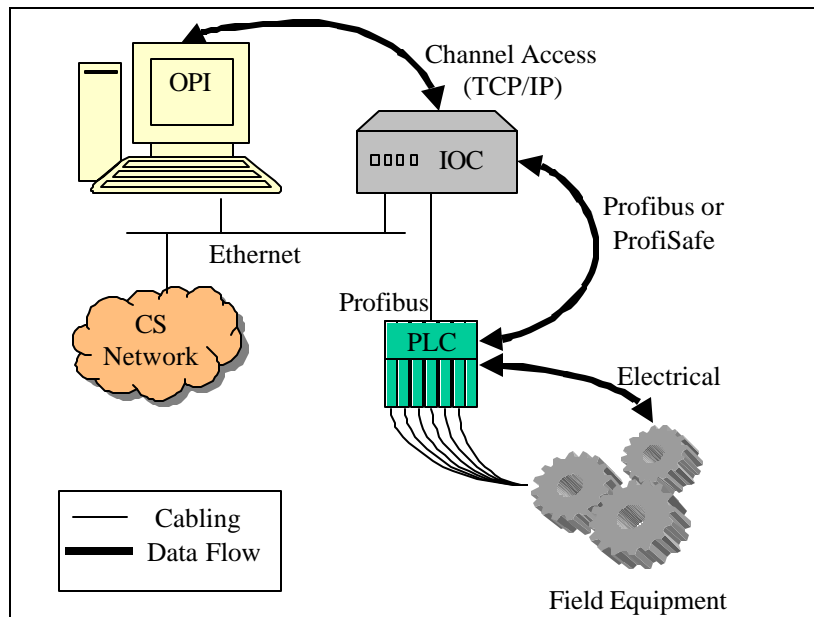 OPI
Channel Access
(TCP/IP)
IOC
Profibus or
ProfiSafe
Ethernet
Profibus
CS
Network
PLC
Electrical
Cabling
Data Flow
Field Equipment